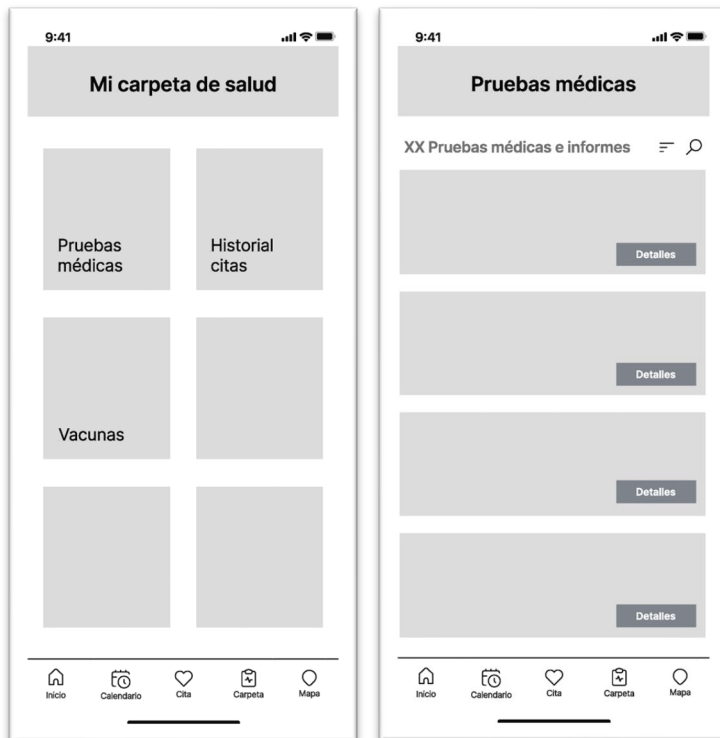 9:41
Mi carpeta de salud
Pruebas
médicas
Historial
citas
Vacunas
Inicio
Calendario
Cita
Carpeta
Mapa
9:41
Pruebas médicas
XX Pruebas médicas e informes
Detalles
Detalles
Detalles
Detalles
Inicio
Calendario
Cita
Carpeta
Mapa